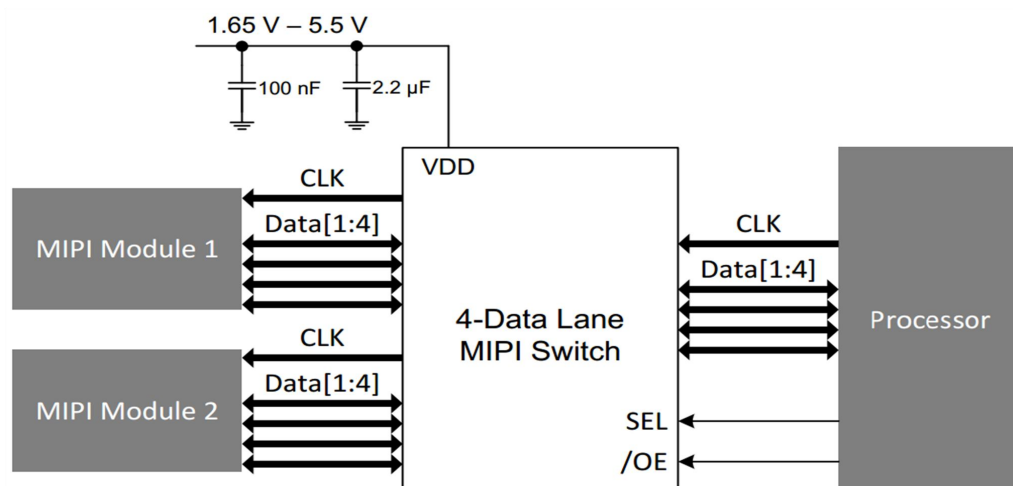 1.65 V – 5.5 V
100 nF
2.2 µF
VDD
CLK
Data[1:4]
MIPI Module 1
CLK
Data[1:4]
MIPI Module 2
4-Data Lane
MIPI Switch
CLK
Data[1:4]
Processor
SEL
/OE